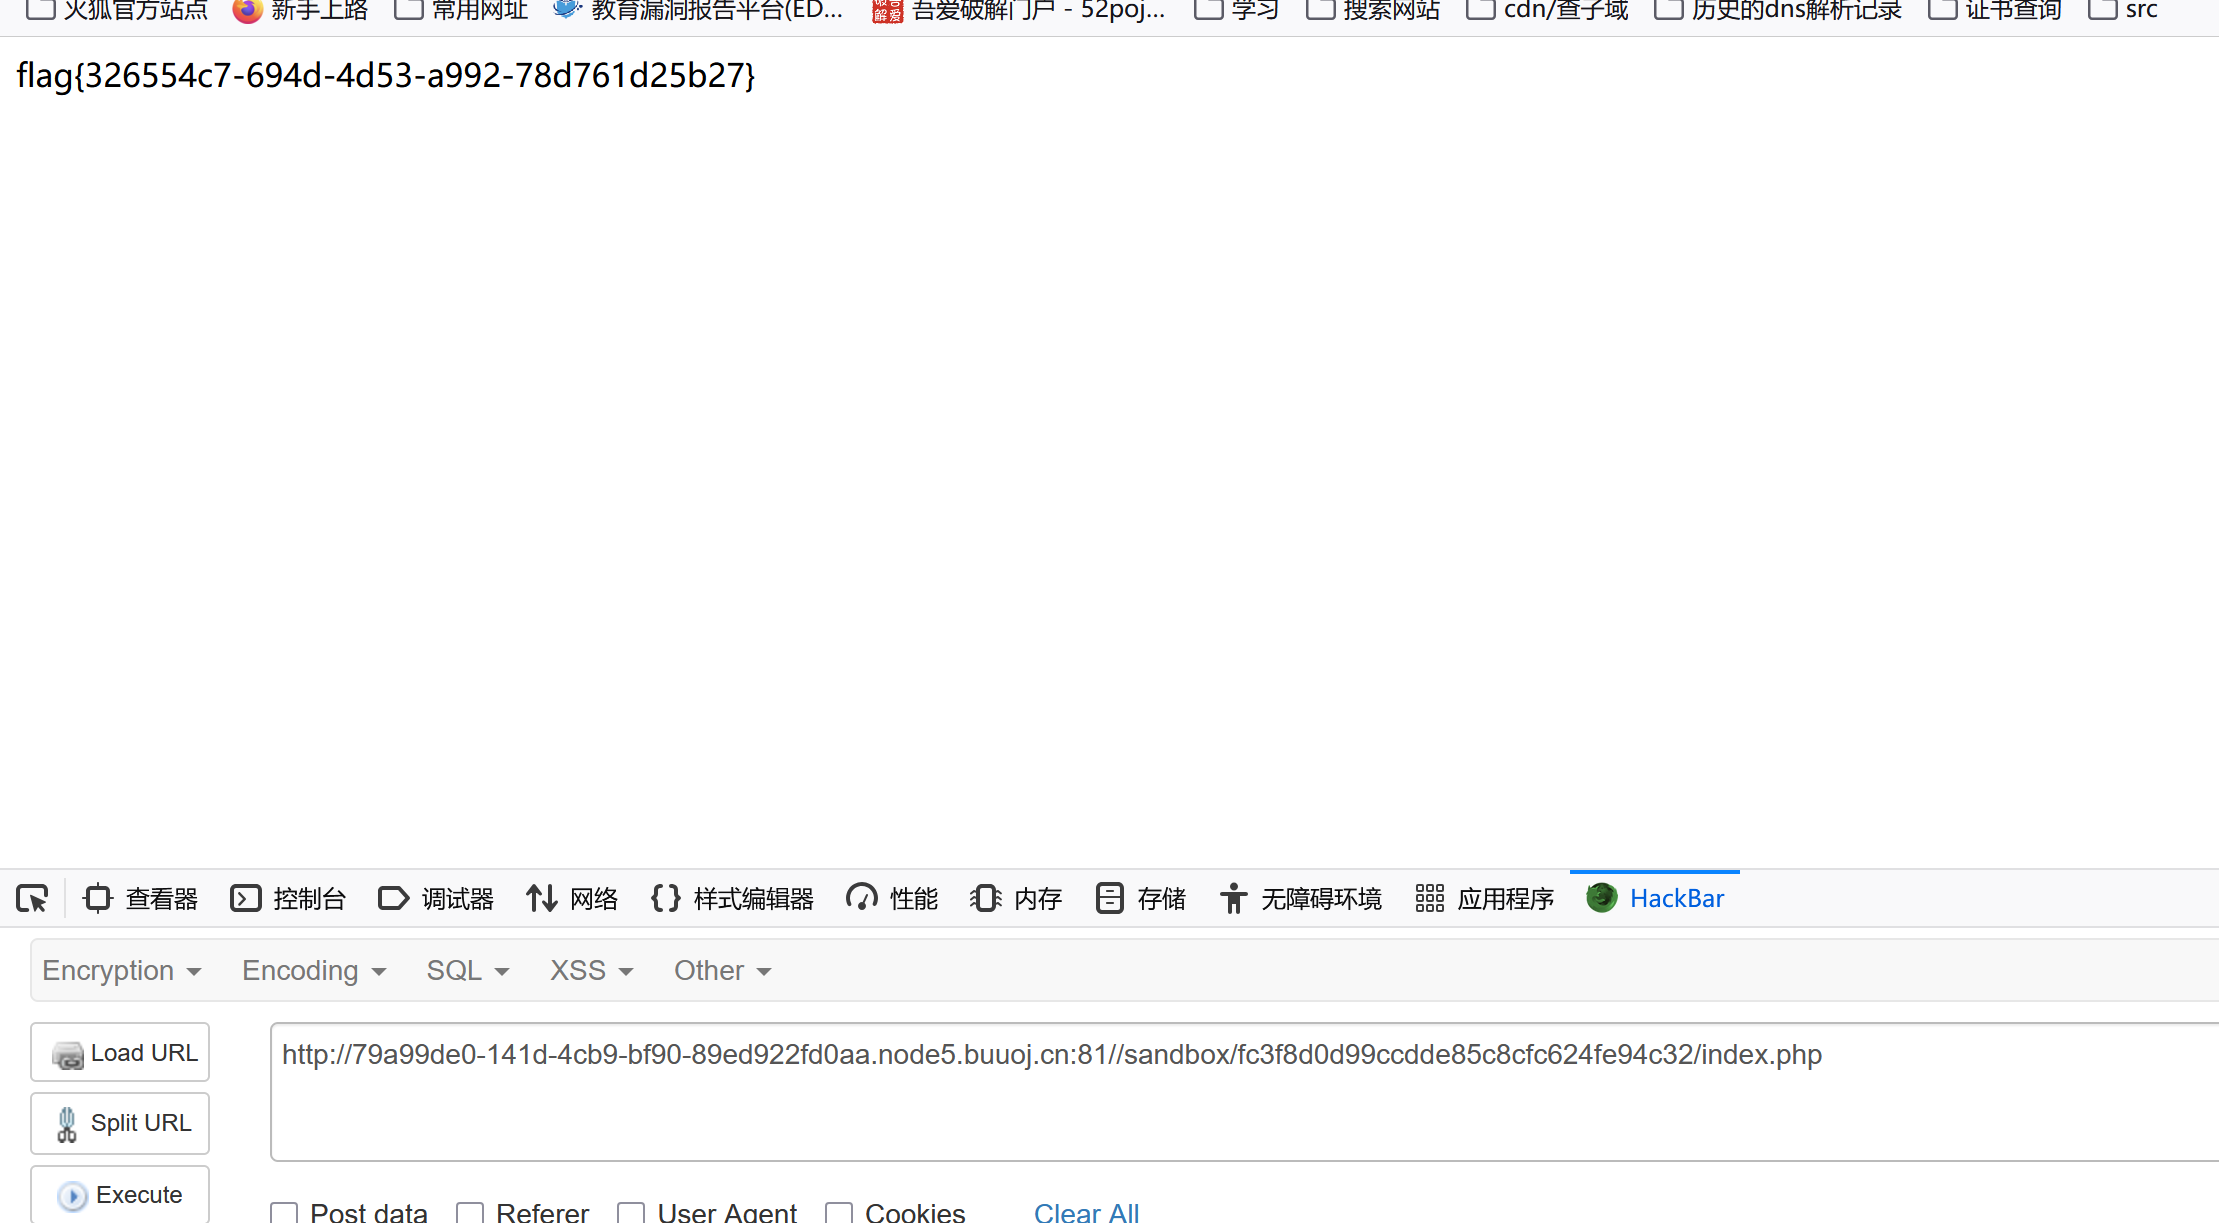 火狐官方站点 新手上路 常用网址 教育漏洞报告平台(ED... 吾爱破解门户 - 52poj... 学习 搜索网站 cdn/查子域 历史的dns解析记录 证书查询 src
flag{326554c7-694d-4d53-a992-78d761d25b27}
查看器 控制台 调试器 网络 样式编辑器 性能 内存 存储 无障碍环境 应用程序 HackBar
Encryption Encoding SQL XSS Other
Load URL
http://79a99de0-141d-4cb9-bf90-89ed922fd0aa.node5.buuoj.cn:81//sandbox/fc3f8d0d99ccdde85c8cfc624fe94c32/index.php
Split URL
Execute
Post data Referer User Agent Cookies Clear All